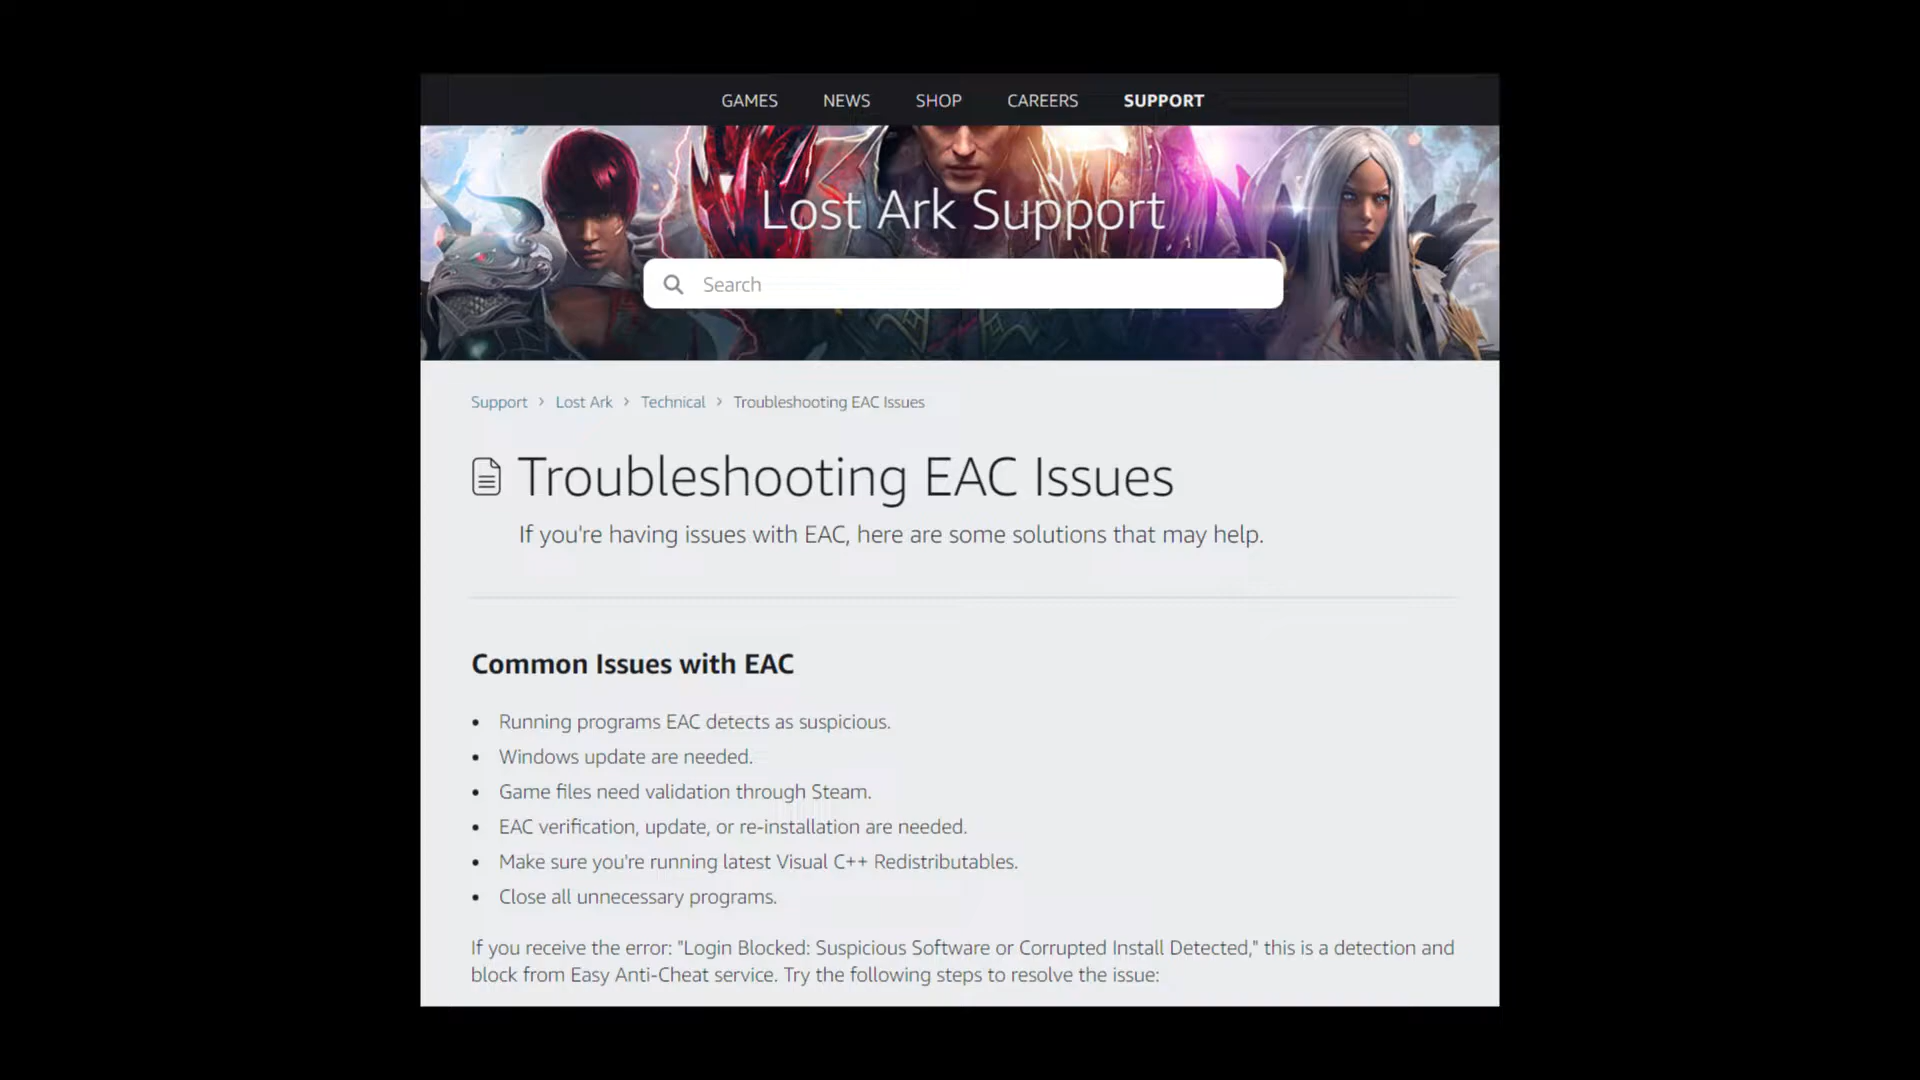 GAMES NEWS SHOP CAREERS SUPPORT
Lost Ark Support
Search
Support > Lost Ark > Technical > Troubleshooting EAC Issues
Troubleshooting EAC Issues
If you're having issues with EAC, here are some solutions that may help.
Common Issues with EAC
• Running programs EAC detects as suspicious.
• Windows update are needed.
• Game files need validation through Steam.
• EAC verification, update, or re-installation are needed.
• Make sure you're running latest Visual C++ Redistributables.
• Close all unnecessary programs.
If you receive the error: "Login Blocked: Suspicious Software or Corrupted Install Detected," this is a detection and
block from Easy Anti-Cheat service. Try the following steps to resolve the issue: